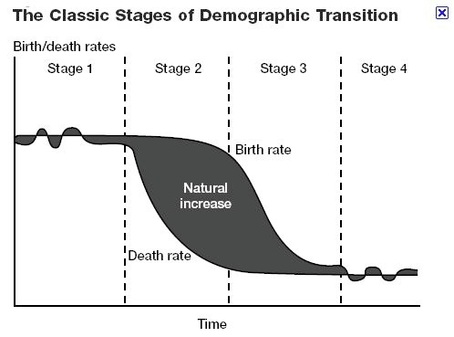 The Classic Stages of Demographic Transition
Birth/death rates
Stage 1
Stage 2
Stage 3
Stage 4
Birth rate
Natural
increase
Death rate
Time